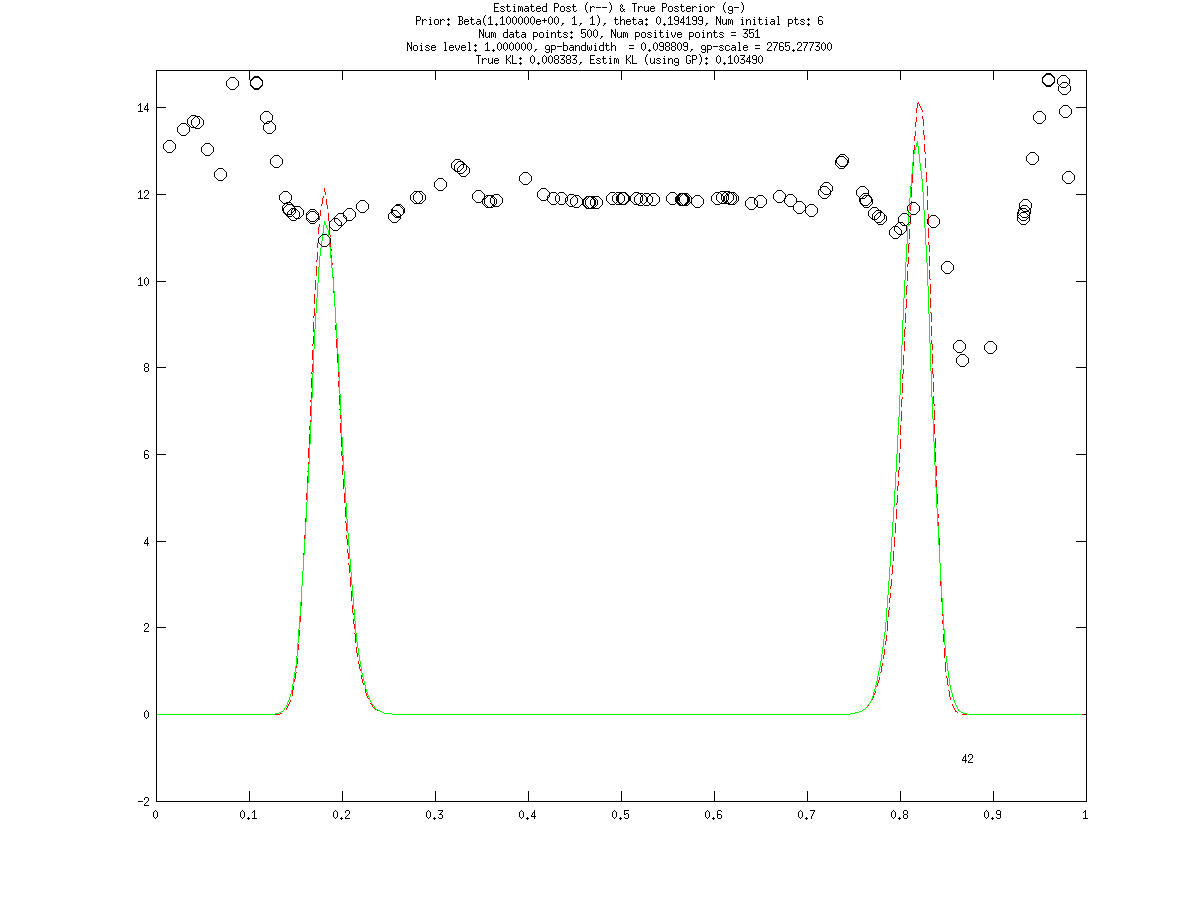 Estimated Post (r--) & True Posterior (g-)
Prior: Beta(1.100000e+00, 1, 1), theta: 0.194199, Num initial pts: 6
Num data points: 500, Num positive points = 351
Noise level: 1.000000, gp-bandwidth  = 0.098809, gp-scale = 2765.277300
True KL: 0.008383, Estim KL (using GP): 0.103490
14
12
10
8
6
4
2
0
42
-2
0 0.1 0.2 0.3 0.4 0.5 0.6 0.7 0.8 0.9 1